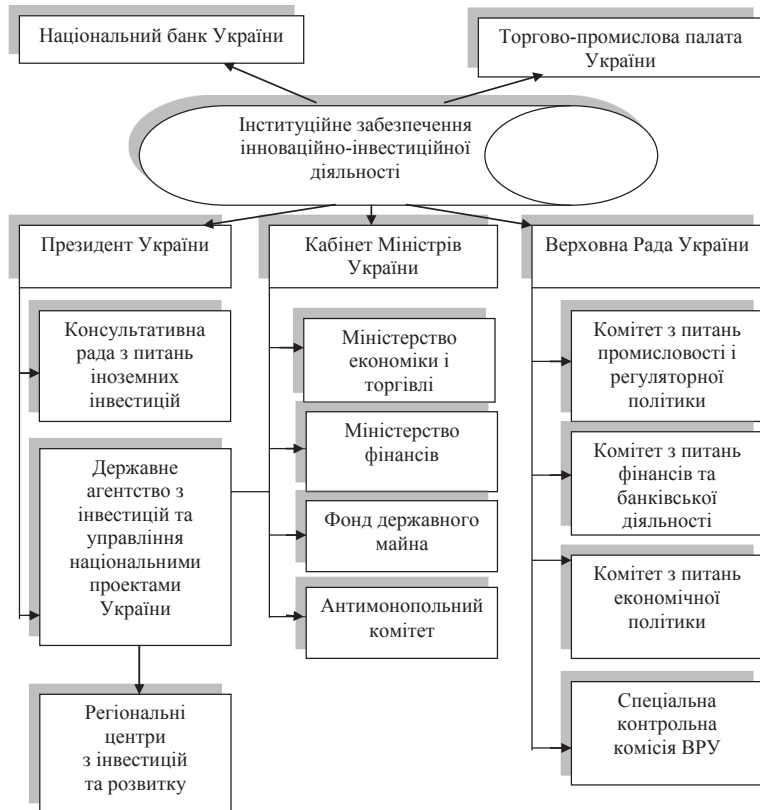 Національний банк України
Торгово-промислова палата
України
Інституційне забезпечення
інноваційно-інвестиційної
діяльності
Президент України
Кабінет Міністрів
України
Верховна Рада України
Консультативна
рада з питань
іноземних
інвестицій
Державне
агентство з
інвестицій та
управління
національними
проектами
України
Регіональні
центри
з інвестицій
та розвитку
Міністерство
економіки і
торгівлі
Міністерство
фінансів
Фонд державного
майна
Антимонопольний
комітет
Комітет з питань
промисловості і
регуляторної
політики
Комітет з питань
фінансів та
банківської
діяльності
Комітет з питань
економічної
політики
Спеціальна
контрольна
комісія ВРУ